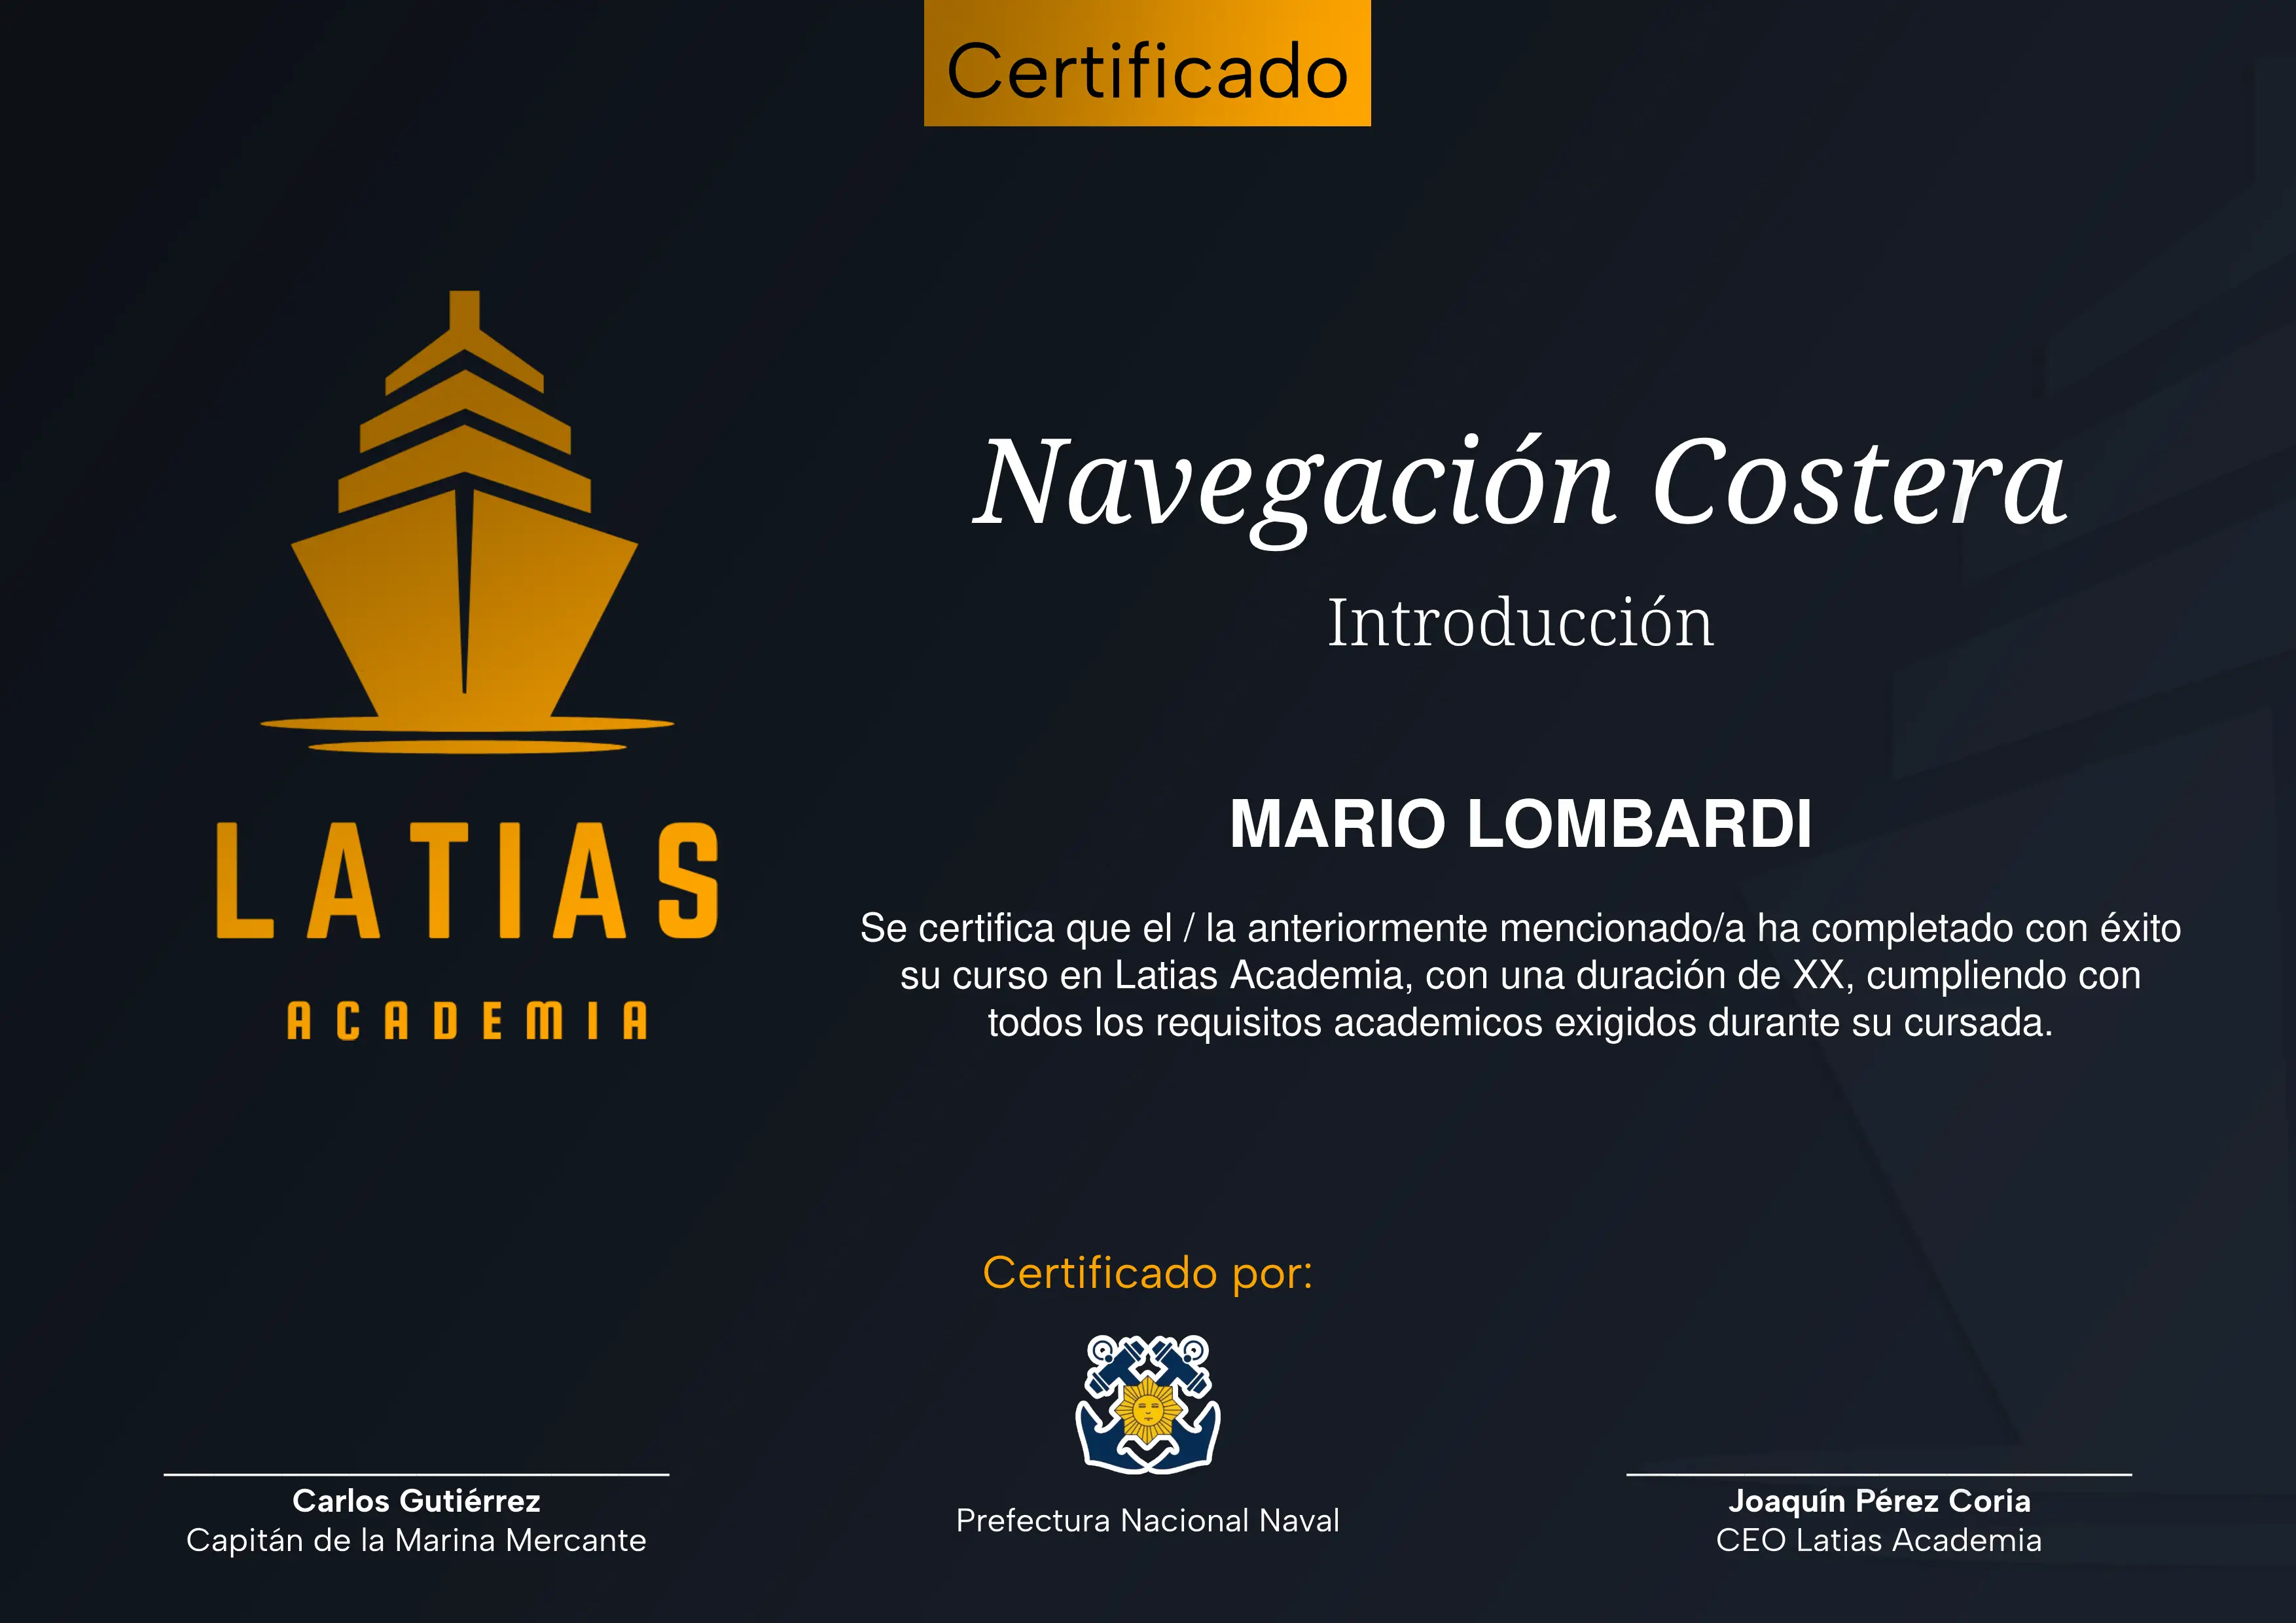 Certificado
LATIAS
ACADEMIA
Navegación Costera
Introducción
MARIO LOMBARDI
Se certifica que el / la anteriormente mencionado/a ha completado con éxito
su curso en Latias Academia, con una duración de XX, cumpliendo con
todos los requisitos academicos exigidos durante su cursada.
Certificado por:
Prefectura Nacional Naval
Carlos Gutiérrez
Capitán de la Marina Mercante
Joaquín Pérez Coria
CEO Latias Academia